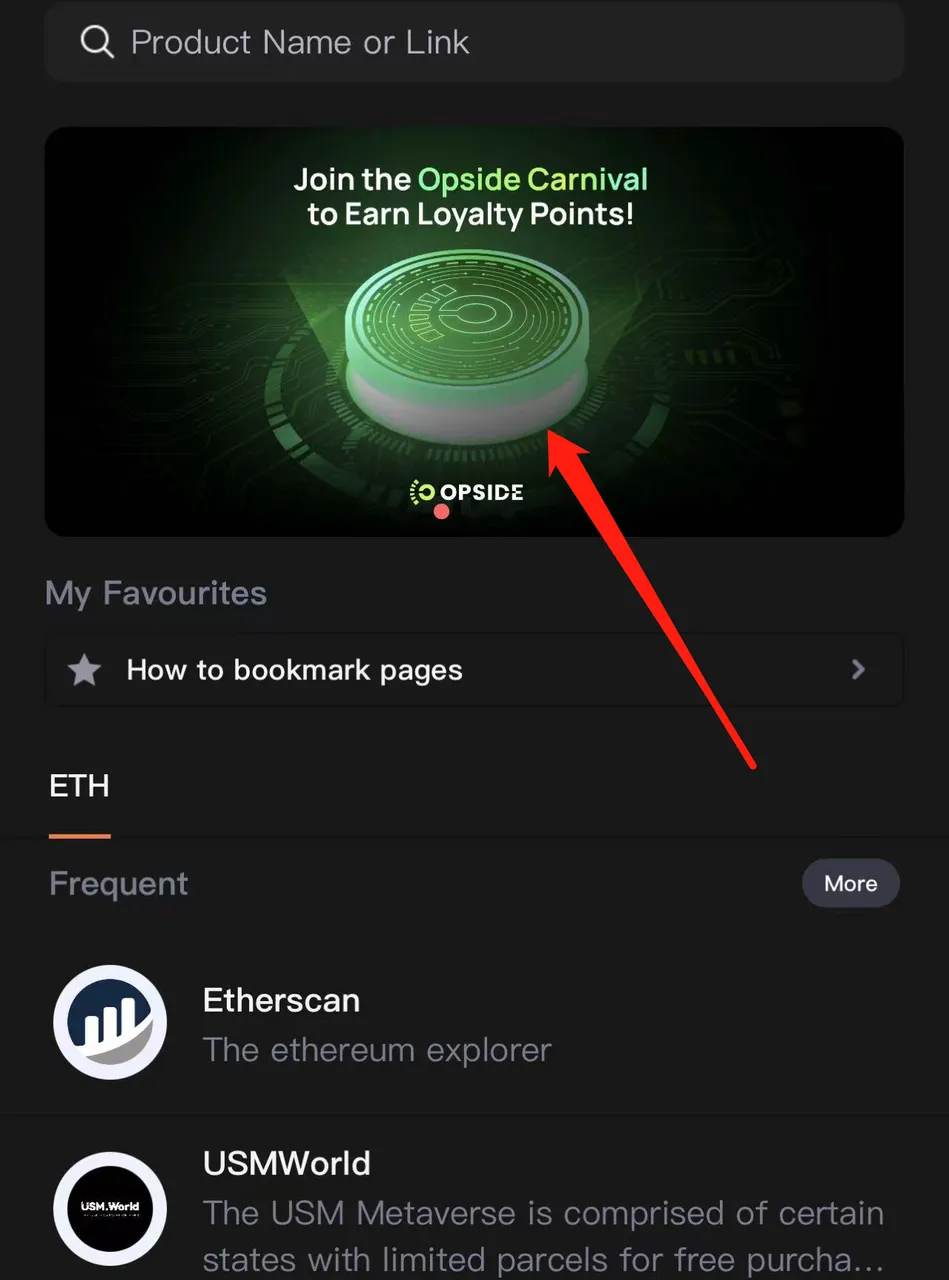 Product Name or Link
Join the Opside Carnival
to Earn Loyalty Points!
OPSIDE
My Favourites
How to bookmark pages
ETH
Frequent
More
Etherscan
The ethereum explorer
USMWorld
USM.World
The USM Metaverse is comprised of certain
states with limited parcels for free purcha...